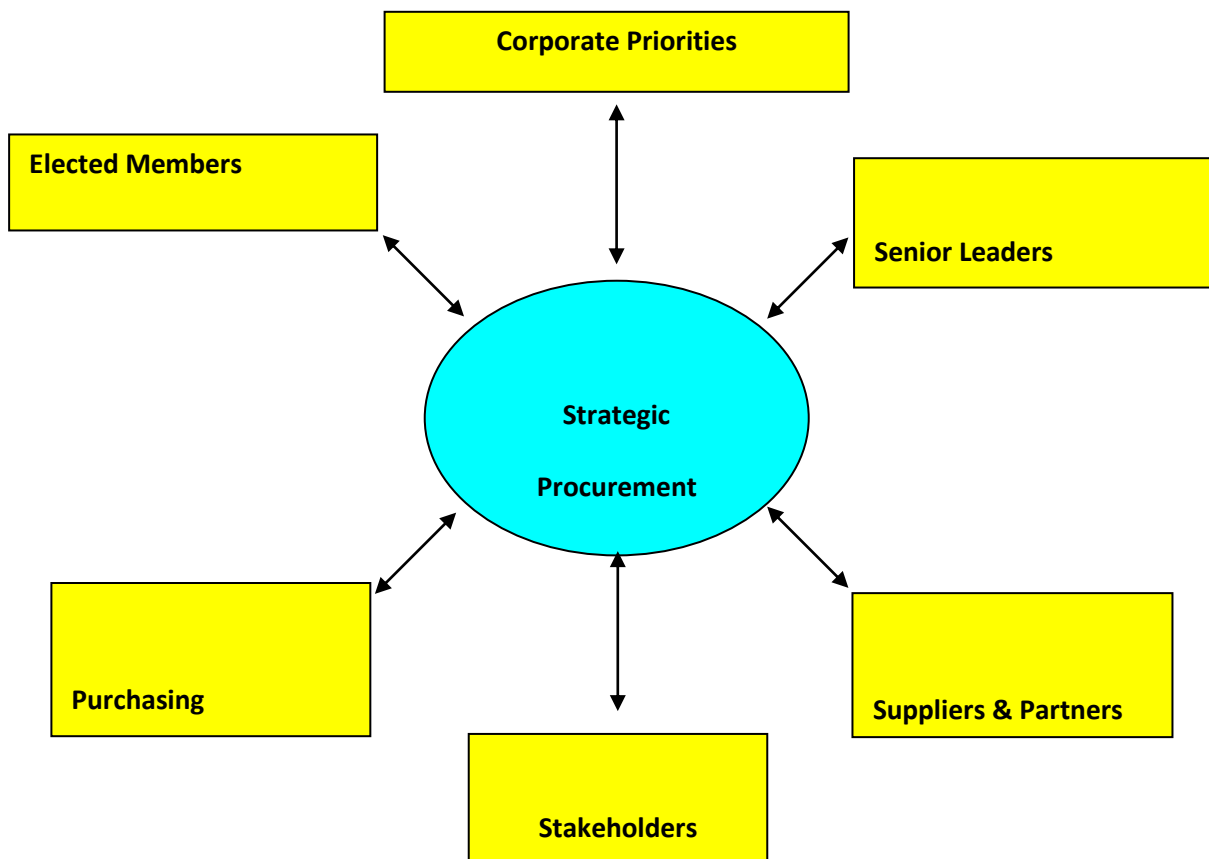 Corporate Priorities
Elected Members
Senior Leaders
Strategic
Procurement
Purchasing
Suppliers & Partners
Stakeholders